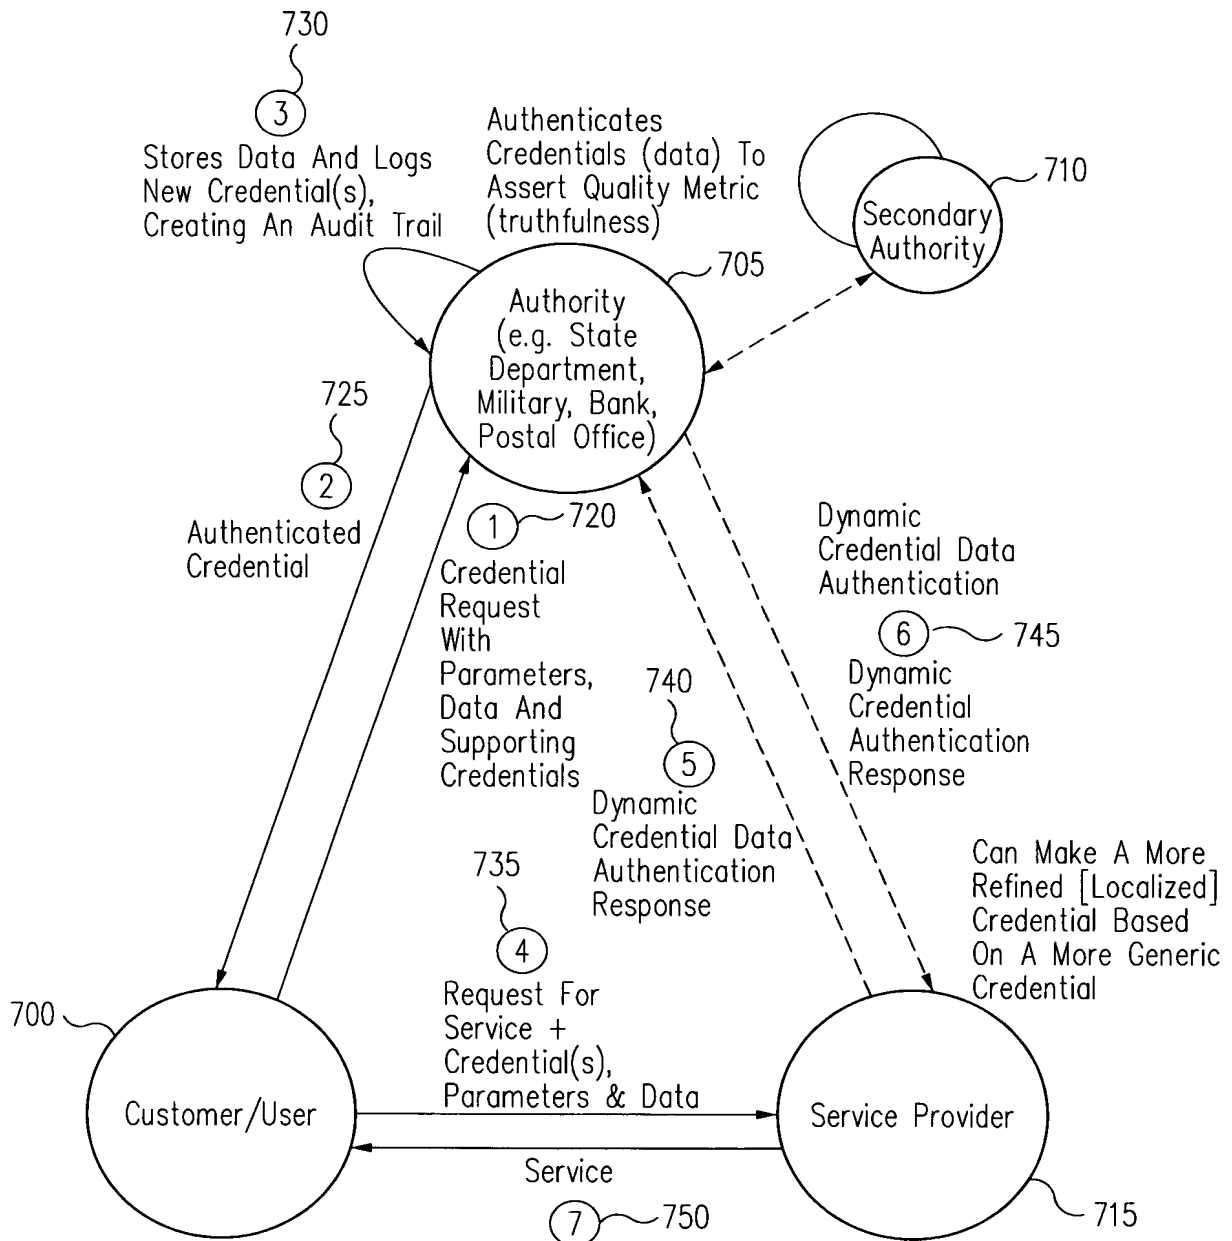 730
3
Stores Data And Logs
New Credential(s),
Creating An Audit Trail
Authenticates
Credentials (data) To
Assert Quality Metric
(truthfulness)
710
Secondary
Authority
705
Authority
(e.g. State
Department,
Military, Bank,
Postal Office)
725
2
Authenticated
Credential
1
720
Credential
Request
With
Parameters,
Data And
Supporting
Credentials
Dynamic
Credential Data
Authentication
6
745
Dynamic
Credential
Authentication
Response
740
5
Dynamic
Credential Data
Authentication
Response
Can Make A More
Refined [Localized]
Credential Based
On A More Generic
Credential
735
4
Request For
Service +
Credential(s),
Parameters & Data
700
Customer/User
Service Provider
715
Service
7
750